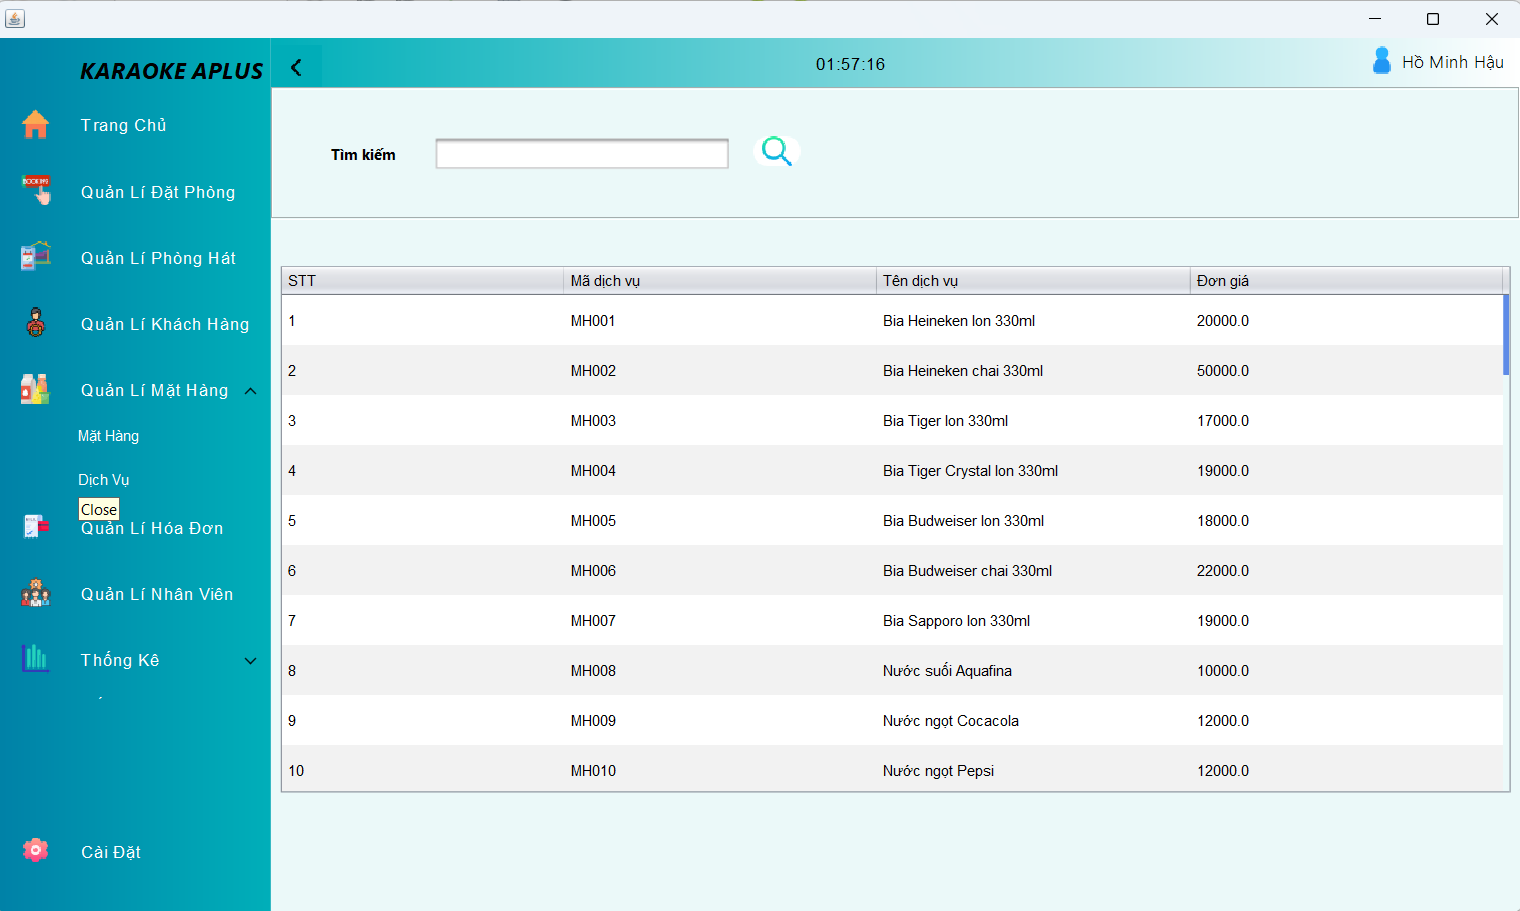 KARAOKE APLUS
01:57:16
Hồ Minh Hậu
Trang Chủ
Quản Lí Đặt Phòng
Quản Lí Phòng Hát
Quản Lí Khách Hàng
Quản Lí Mặt Hàng
Mặt Hàng
Dịch Vụ
Close
Quản Lí Hóa Đơn
Quản Lí Nhân Viên
Thống Kê
Cài Đặt
Tìm kiếm
STT Mã dịch vụ Tên dịch vụ Đơn giá
1 MH001 Bia Heineken lon 330ml 20000.0
2 MH002 Bia Heineken chai 330ml 50000.0
3 MH003 Bia Tiger lon 330ml 17000.0
4 MH004 Bia Tiger Crystal lon 330ml 19000.0
5 MH005 Bia Budweiser lon 330ml 18000.0
6 MH006 Bia Budweiser chai 330ml 22000.0
7 MH007 Bia Sapporo lon 330ml 19000.0
8 MH008 Nước suối Aquafina 10000.0
9 MH009 Nước ngọt Cocacola 12000.0
10 MH010 Nước ngọt Pepsi 12000.0